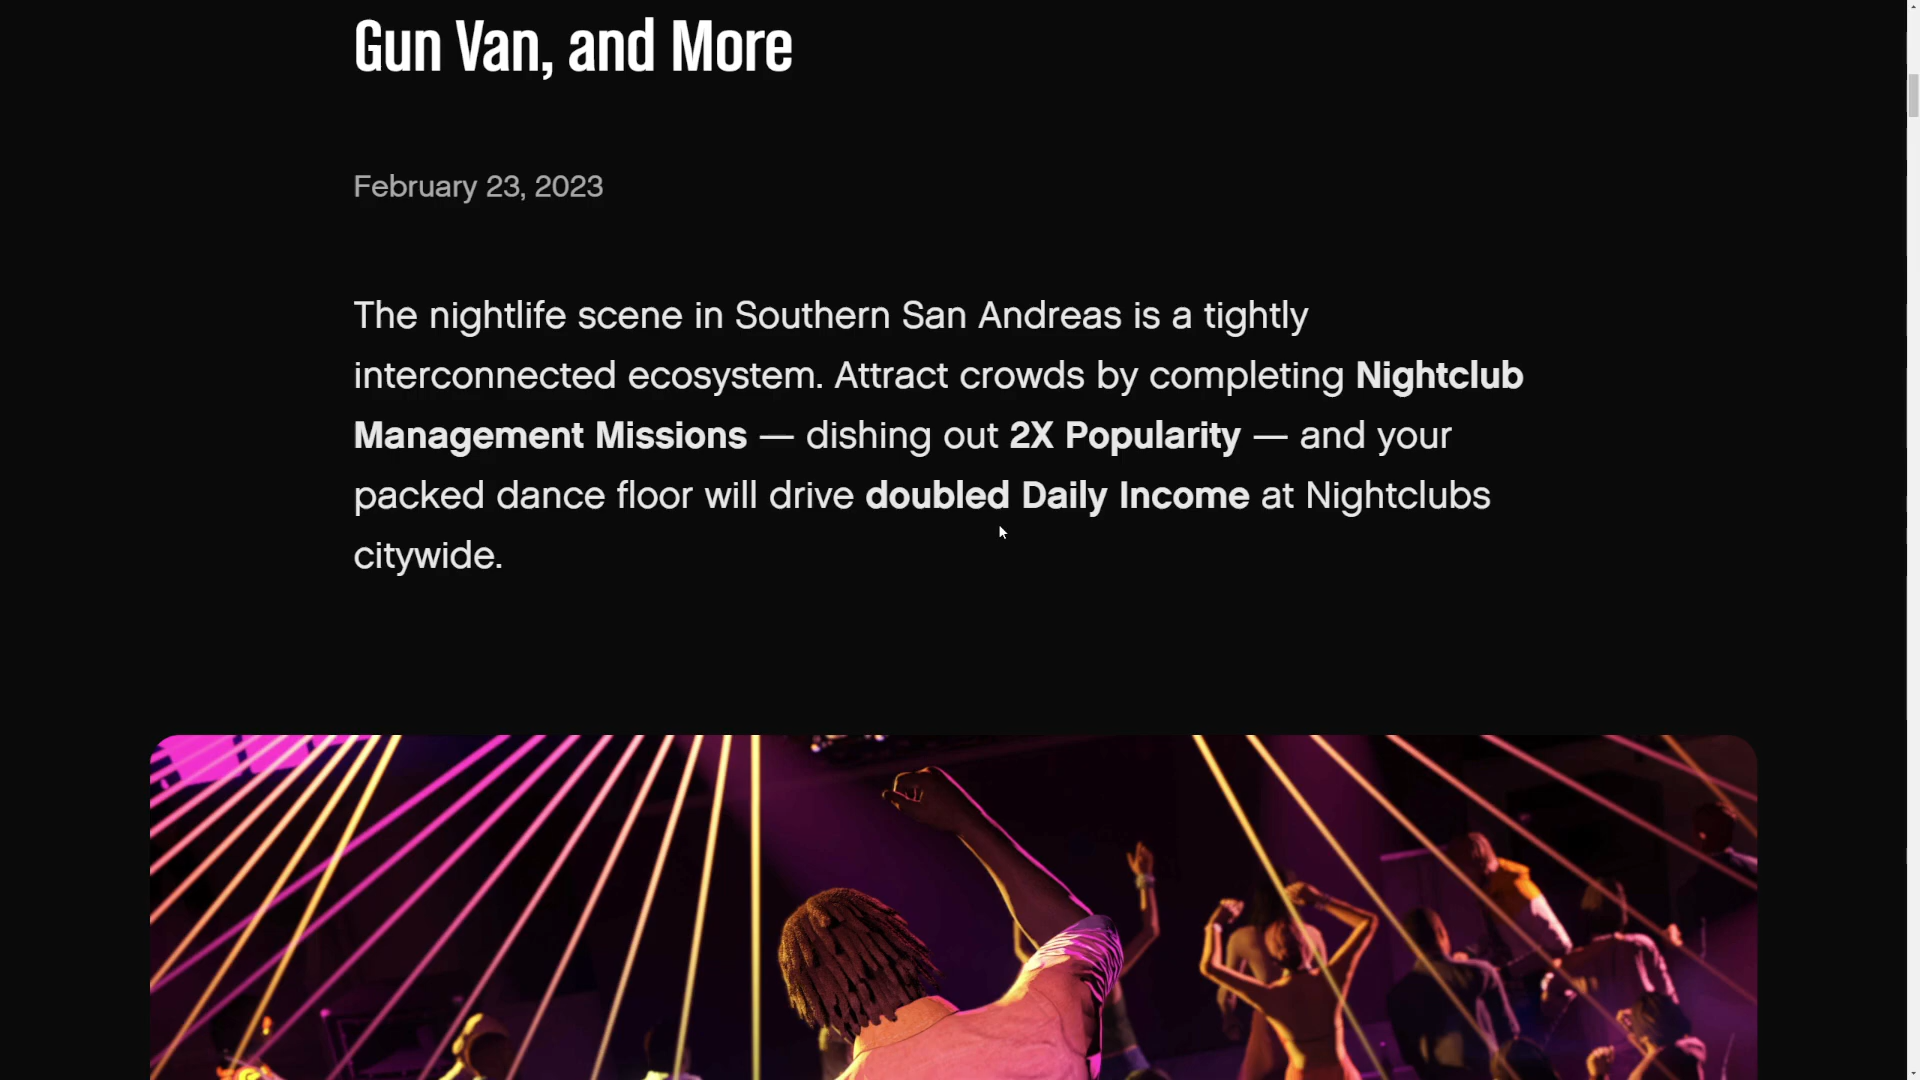 Gun Van, and More
February 23, 2023
The nightlife scene in Southern San Andreas is a tightly
interconnected ecosystem. Attract crowds by completing Nightclub
Management Missions — dishing out 2X Popularity — and your
packed dance floor will drive doubled Daily Income at Nightclubs
citywide.